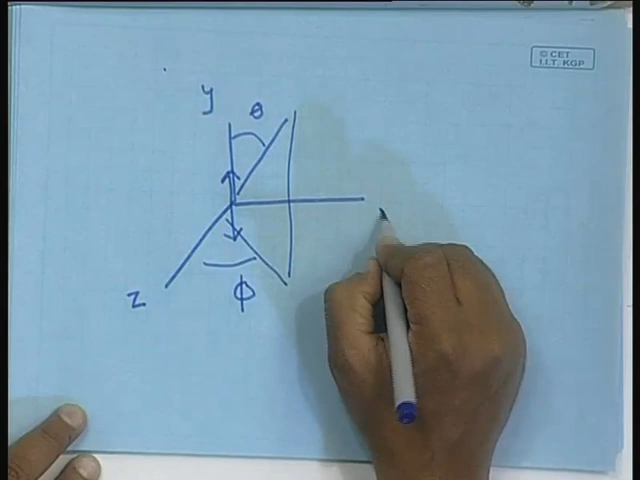 © CET
I.I.T. KGP
y θ
z φ